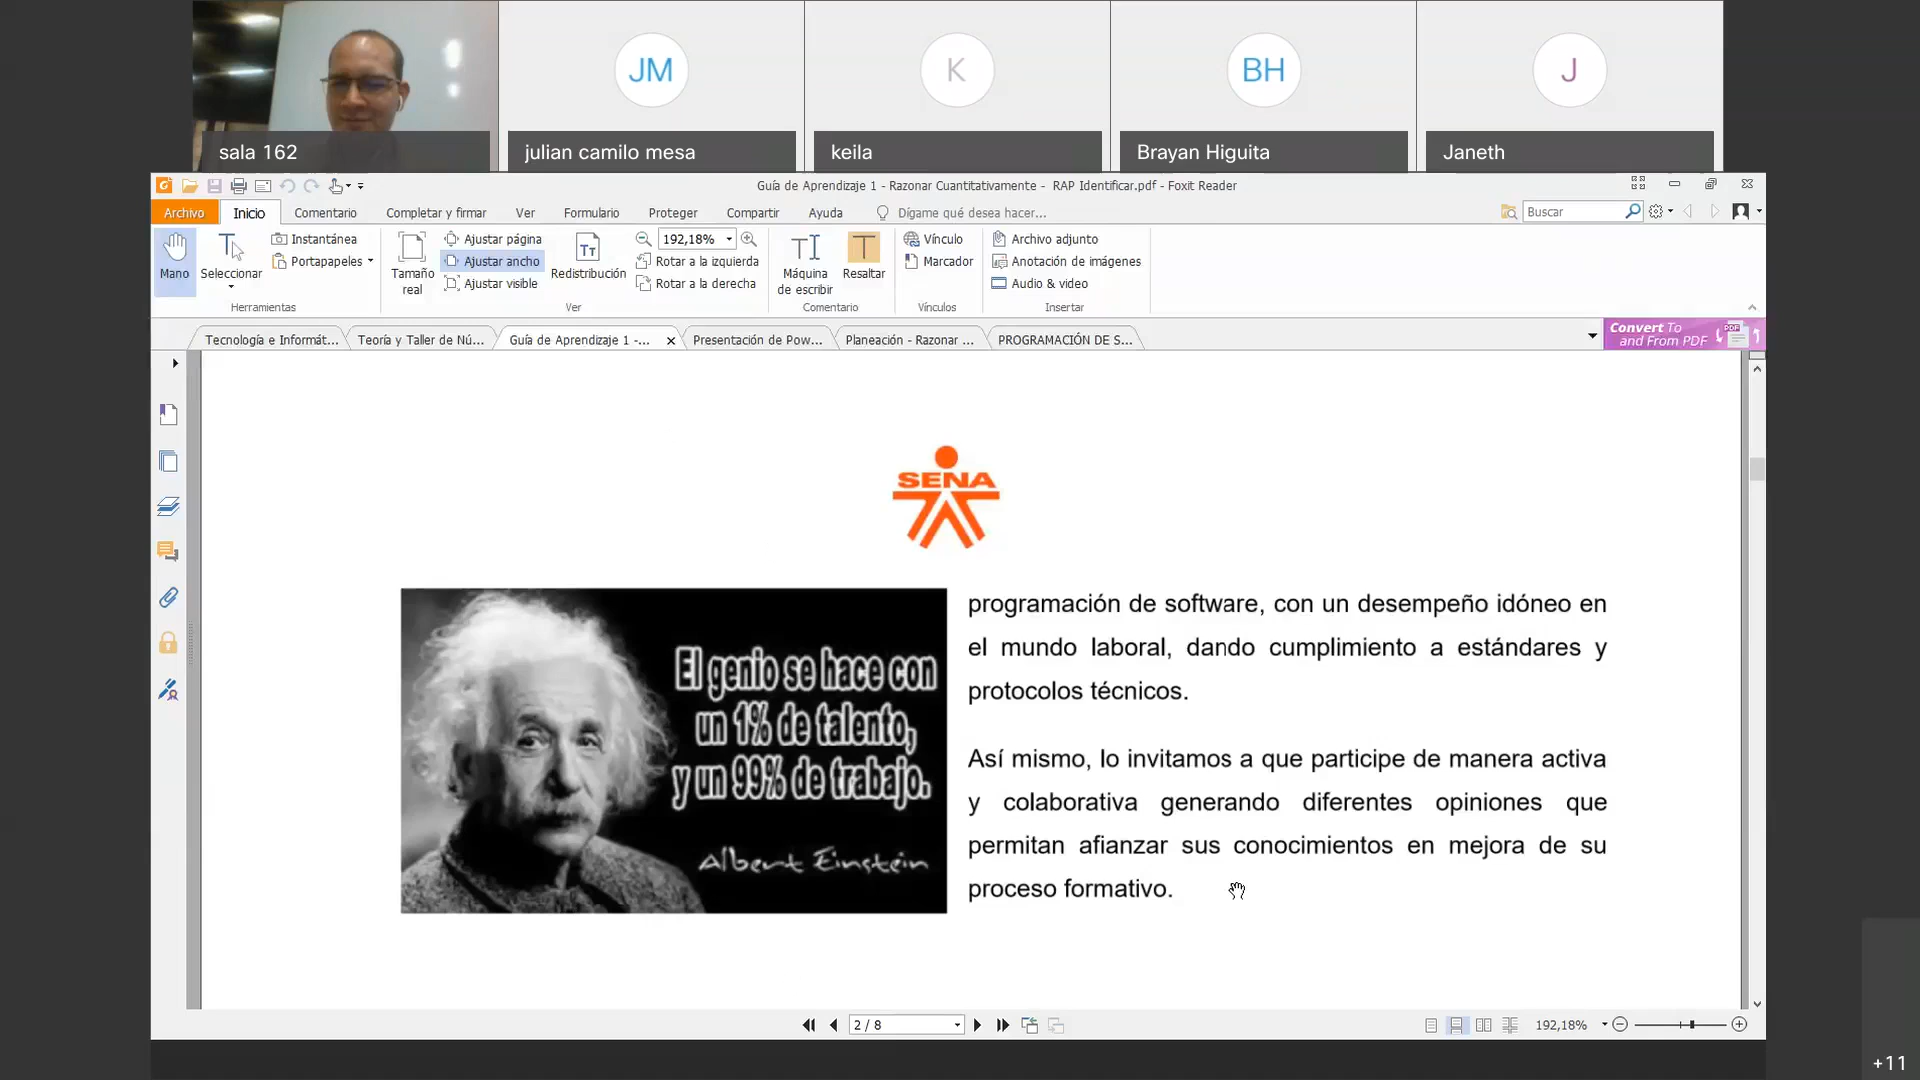 JM
K
BH
J
sala 162
julian camilo mesa
keila
Brayan Higuita
Janeth
Guía de Aprendizaje 1 - Razonar Cuantitativamente - RAP Identificar.pdf - Foxit Reader
Archivo
Inicio
Comentario
Completar y firmar
Ver
Formulario
Proteger
Compartir
Ayuda
Dígame qué desea hacer...
Buscar
Mano
Seleccionar
Instantánea
Portapapeles
Herramientas
Tamaño
real
Ajustar página
Ajustar ancho
Ajustar visible
Redistribución
192,18%
Rotar a la izquierda
Rotar a la derecha
Ver
Máquina
de escribir
Resaltar
Comentario
Vínculo
Marcador
Vínculos
Archivo adjunto
Anotación de imágenes
Audio & video
Insertar
Tecnología e Informát...
Teoría y Taller de Nú...
Guía de Aprendizaje 1 -...
Presentación de Pow...
Planeación - Razonar ...
PROGRAMACIÓN DE S...
Convert To
and From PDF
PDF
SENA
El genio se hace con
un 1% de talento,
y un 99% de trabajo.
Albert Einstein
programación de software, con un desempeño idóneo en
el mundo laboral, dando cumplimiento a estándares y
protocolos técnicos.
Así mismo, lo invitamos a que participe de manera activa
y colaborativa generando diferentes opiniones que
permitan afianzar sus conocimientos en mejora de su
proceso formativo.
2 / 8
192,18%
+11